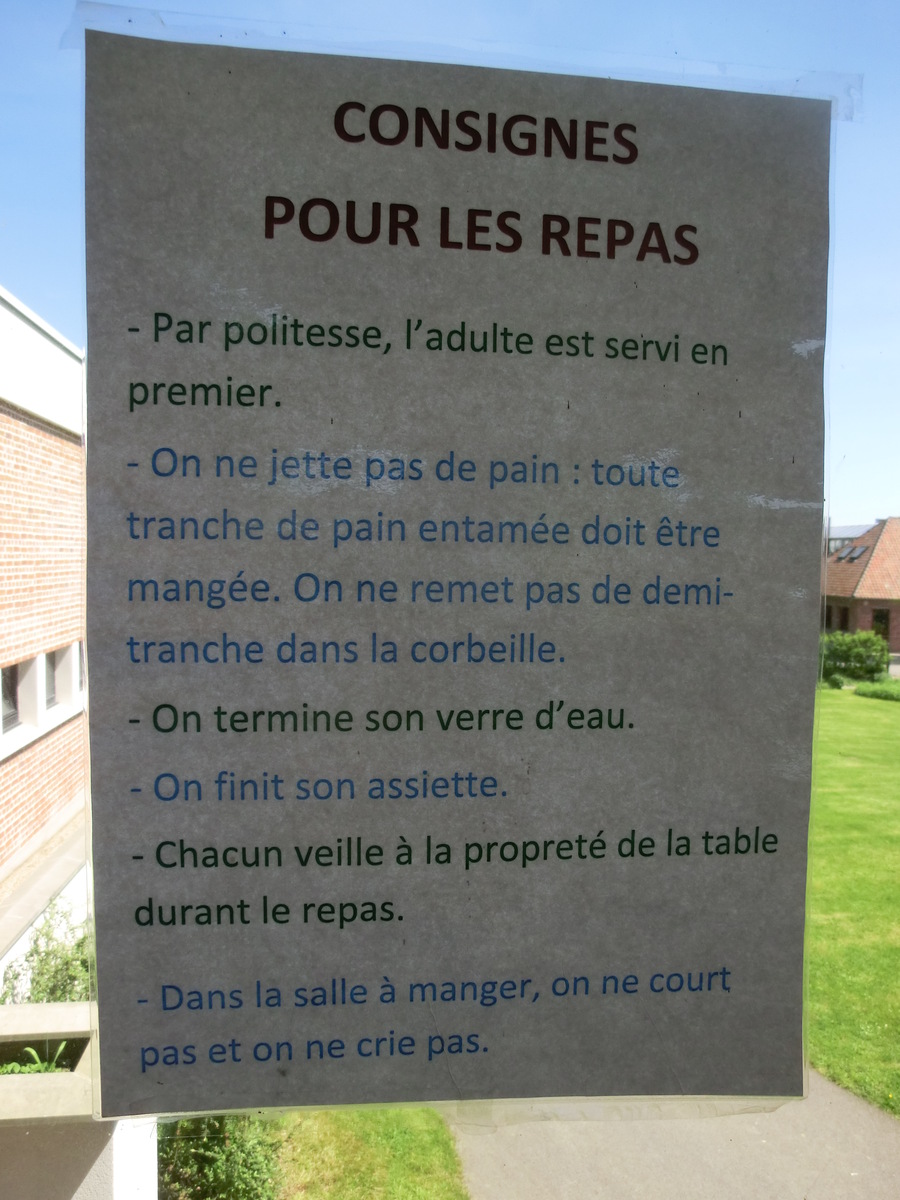 CONSIGNES
POUR LES REPAS
- Par politesse, l’adulte est servi en
premier.
- On ne jette pas de pain : toute
tranche de pain entamée doit être
mangée. On ne remet pas de demi-
tranche dans la corbeille.
- On termine son verre d’eau.
- On finit son assiette.
- Chacun veille à la propreté de la table
durant le repas.
- Dans la salle à manger, on ne court
pas et on ne crie pas.